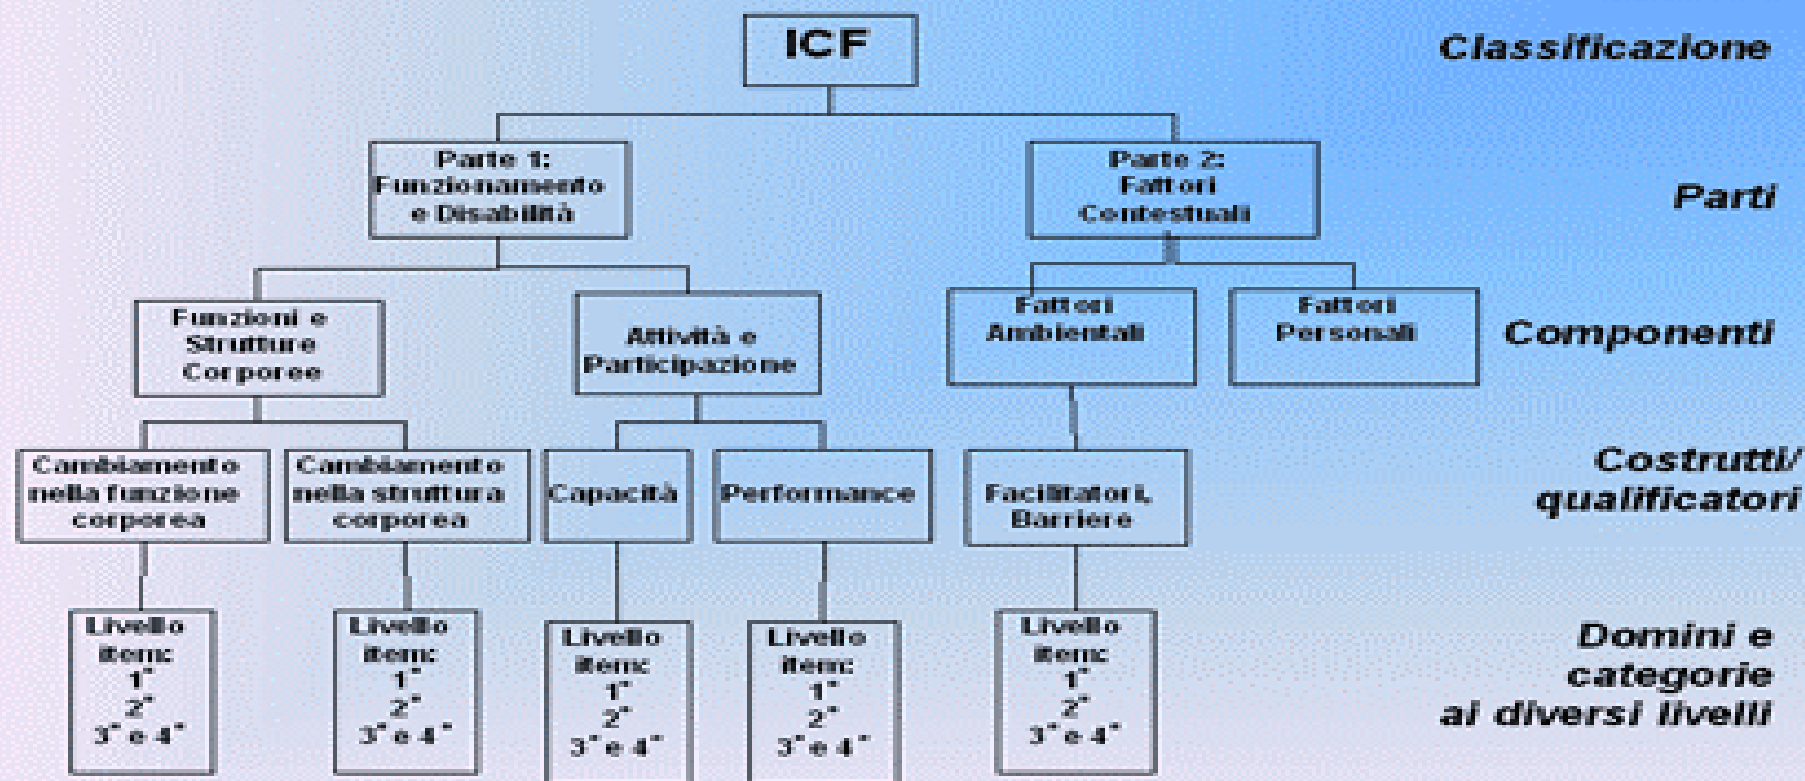 ICF
Classificazione
Parte 1:
Funzionamento
e Disabilità
Parte 2:
Fattori
Contestuali
Parti
Funzioni e
Strutture
Corporee
Attività e
Participazione
Fattori
Ambientali
Fattori
Personali
Componenti
Cambiamento
nella funzione
corporea
Cambiamento
nella struttura
corporea
Capacità
Performance
Facilitatori,
Barriere
Costrutti/
qualificatori
Livello
item:
1°
2°
3° e 4°
Livello
item:
1°
2°
3° e 4°
Livello
item:
1°
2°
3° e 4°
Livello
item:
1°
2°
3° e 4°
Livello
item:
1°
2°
3° e 4°
Domini e
categorie
ai diversi livelli